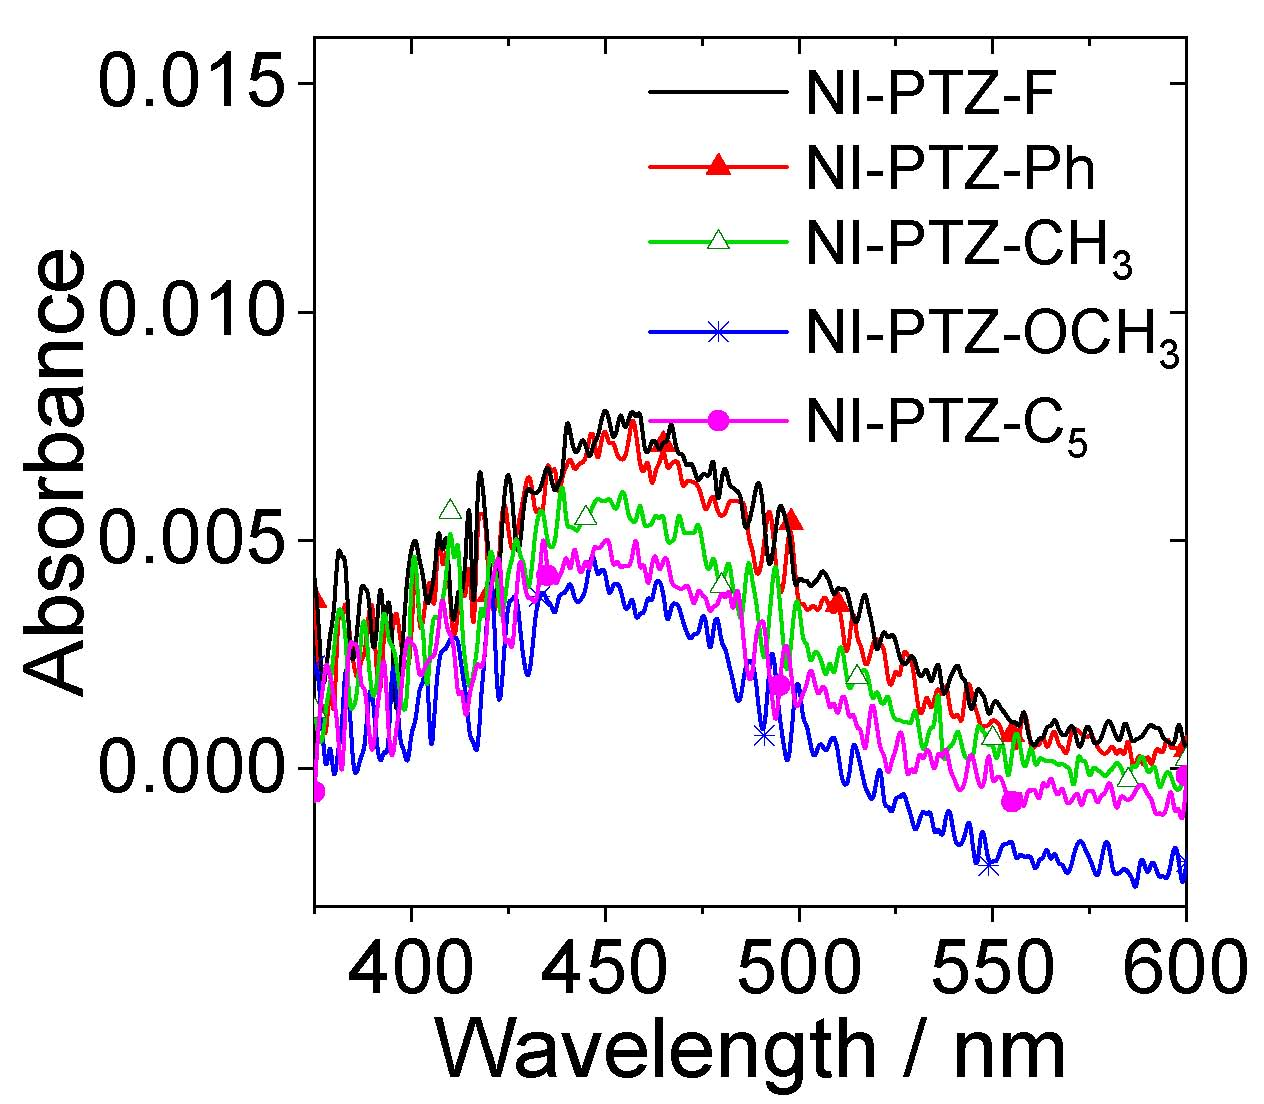 0.015
0.010
0.005
0.000
Absorbance
NI-PTZ-F
NI-PTZ-Ph
NI-PTZ-CH₃
NI-PTZ-OCH₃
NI-PTZ-C₅
400 450 500 550 600
Wavelength / nm